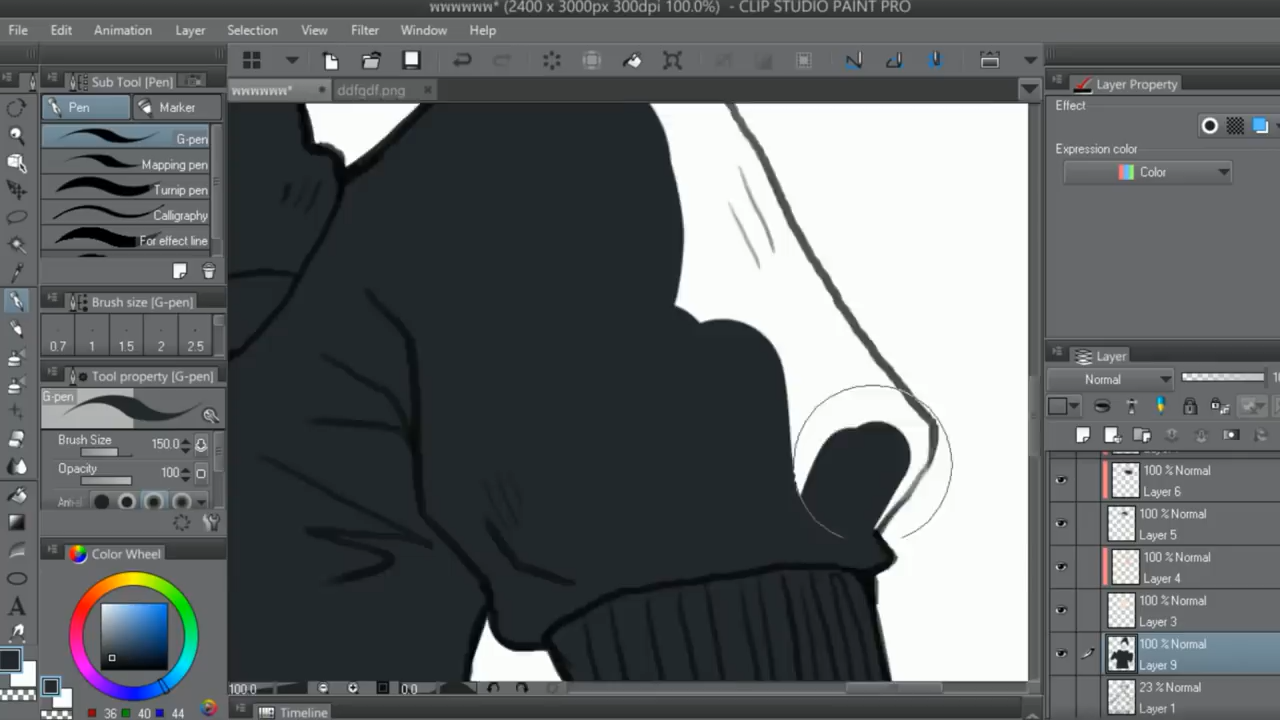 wwwwww* (2400 x 3000px 300dpi 100.0%) - CLIP STUDIO PAINT PRO
File Edit Animation Layer Selection View Filter Window Help
Sub Tool [Pen]
Pen Marker
G-pen
Mapping pen
Turnip pen
Calligraphy
For effect line
Brush size [G-pen]
0.7 1 1.5 2 2.5
Tool property [G-pen]
G-pen
Brush Size 150.0
Opacity 100
Color Wheel
36 40 44
wwwwww* ddfgdf.png
100.0 0.0
Timeline
Layer Property
Effect
Expression color
Color
Layer
Normal
100 % Normal
Layer 6
100 % Normal
Layer 5
100 % Normal
Layer 4
100 % Normal
Layer 3
100 % Normal
Layer 9
23 % Normal
Layer 1